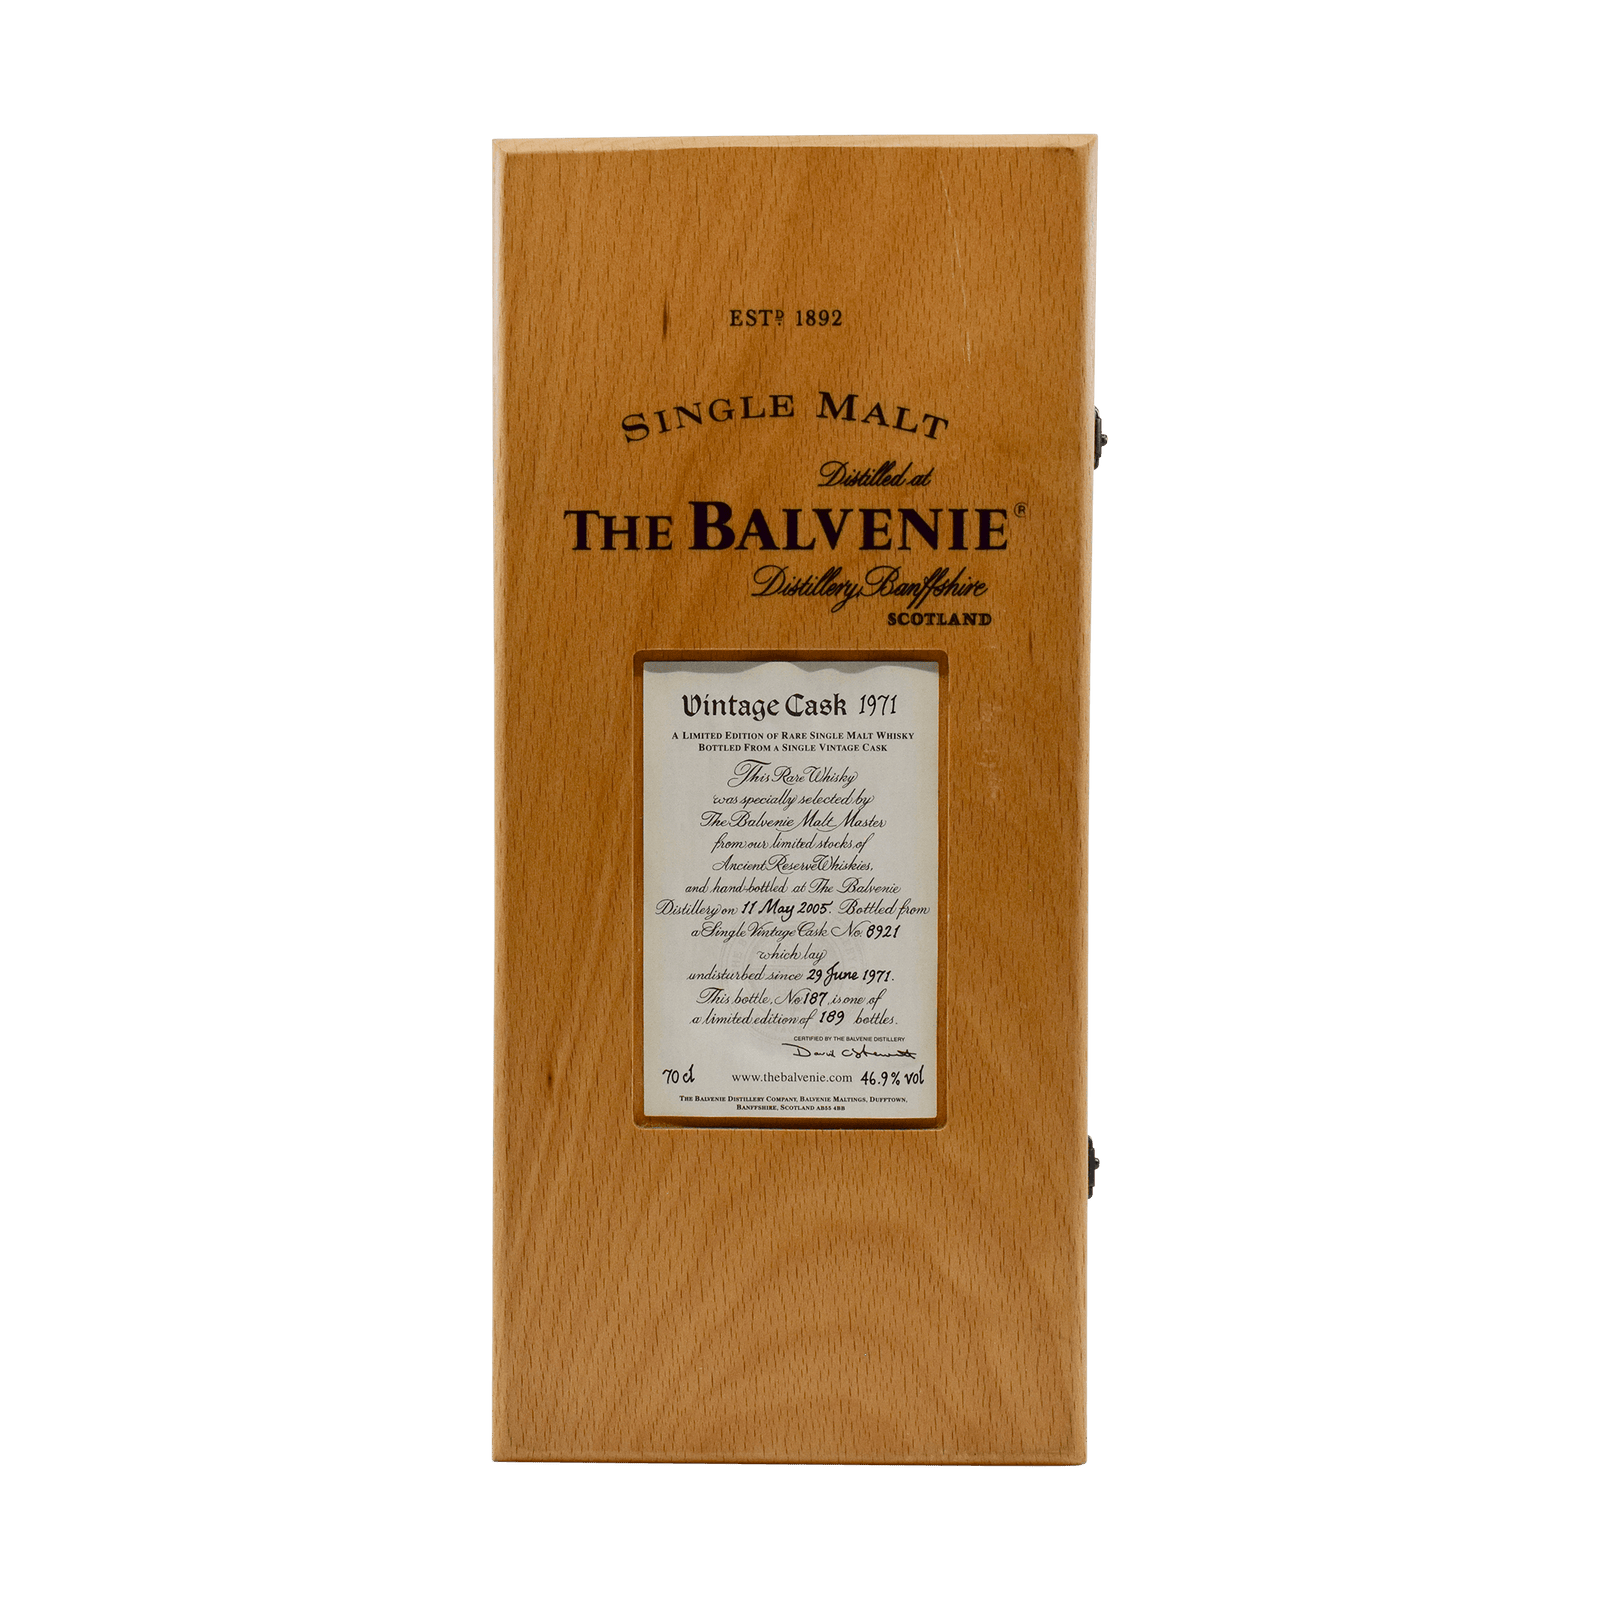 ESTD 1892
SINGLE MALT
Distilled at
THE BALVENIE®
Distillery, Banffshire
SCOTLAND
Vintage Cask 1971
A LIMITED EDITION OF RARE SINGLE MALT WHISKY
BOTTLED FROM A SINGLE VINTAGE CASK
This Rare Whisky
was specially selected by
The Balvenie Malt Master
from our limited stocks of
Ancient Reserve Whiskies,
and hand-bottled at The Balvenie
Distillery on 11 May 2005. Bottled from
a Single Vintage Cask No. 8921
which lay
undisturbed since 29 June 1971.
This bottle, No 187, is one of
a limited edition of 189 bottles.
CERTIFIED BY THE BALVENIE DISTILLERY
David C Stewart
70 cl www.thebalvenie.com 46.9% vol
THE BALVENIE DISTILLERY COMPANY, BALVENIE MALTINGS, DUFFTOWN,
BANFFSHIRE, SCOTLAND AB55 4BB